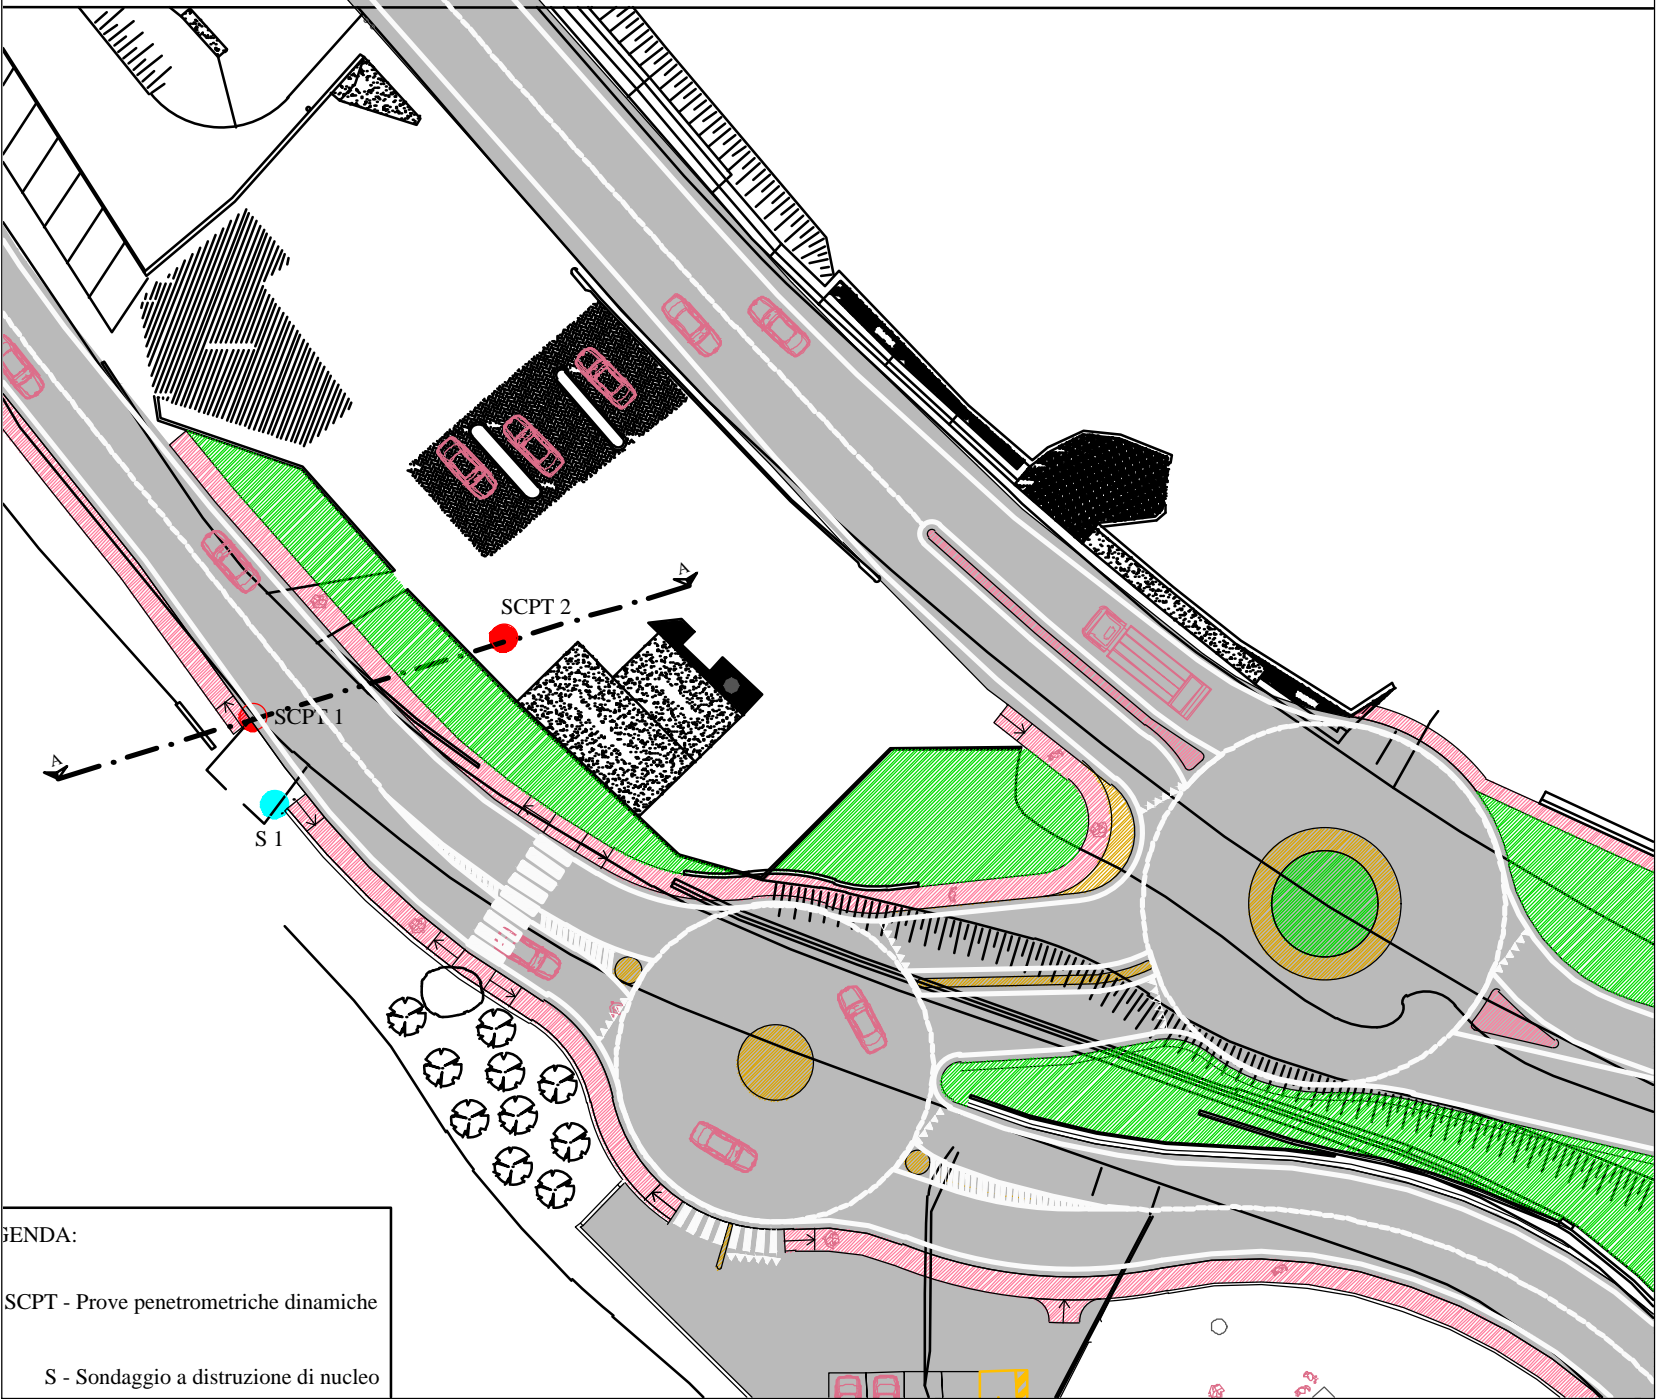 A
SCPT 2
SCPT 1
A
S 1
GENDA:
SCPT - Prove penetrometriche dinamiche
S - Sondaggio a distruzione di nucleo